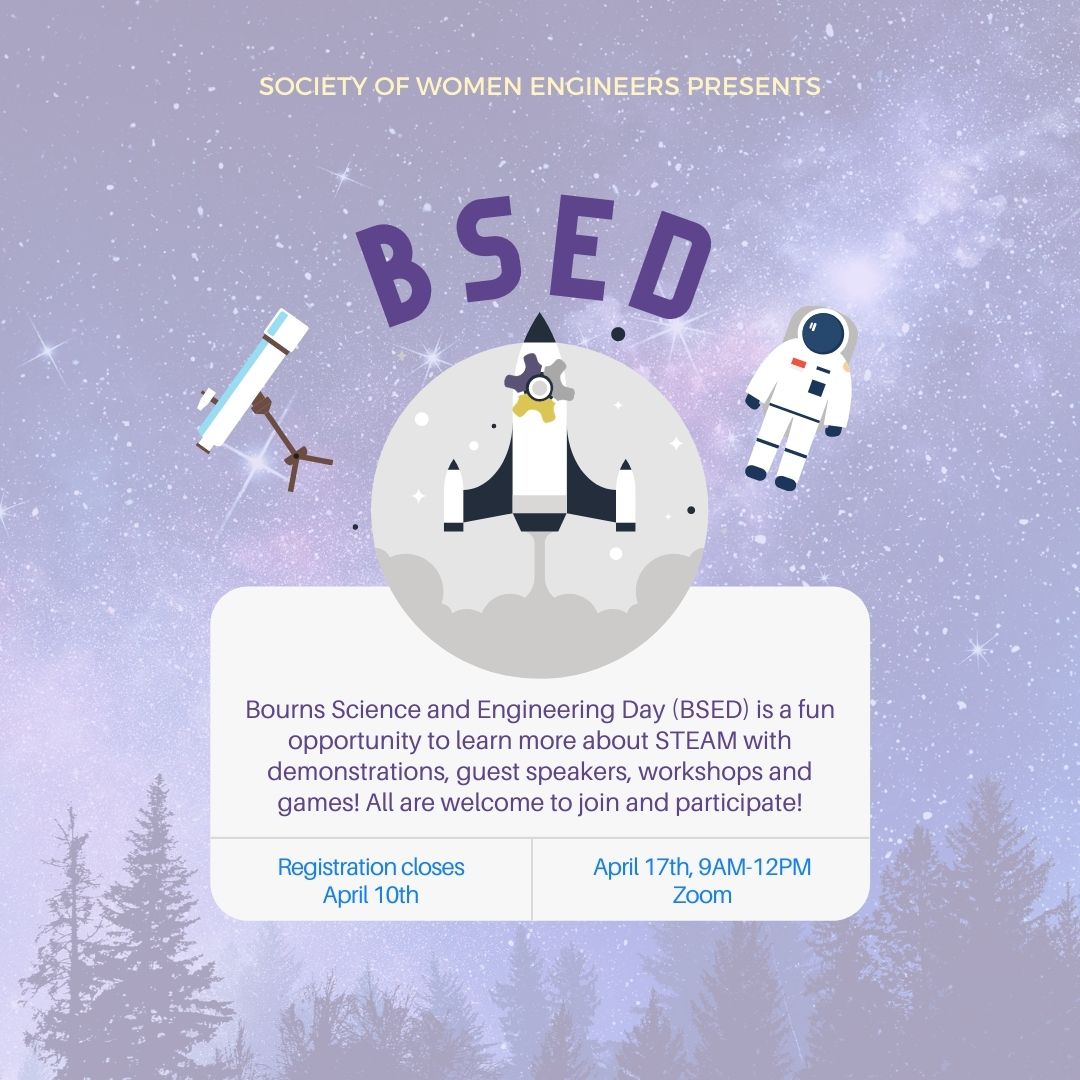 SOCIETY OF WOMEN ENGINEERS PRESENTS
BSED
Bourns Science and Engineering Day (BSED) is a fun
opportunity to learn more about STEAM with
demonstrations, guest speakers, workshops and
games! All are welcome to join and participate!
Registration closes
April 10th
April 17th, 9AM-12PM
Zoom